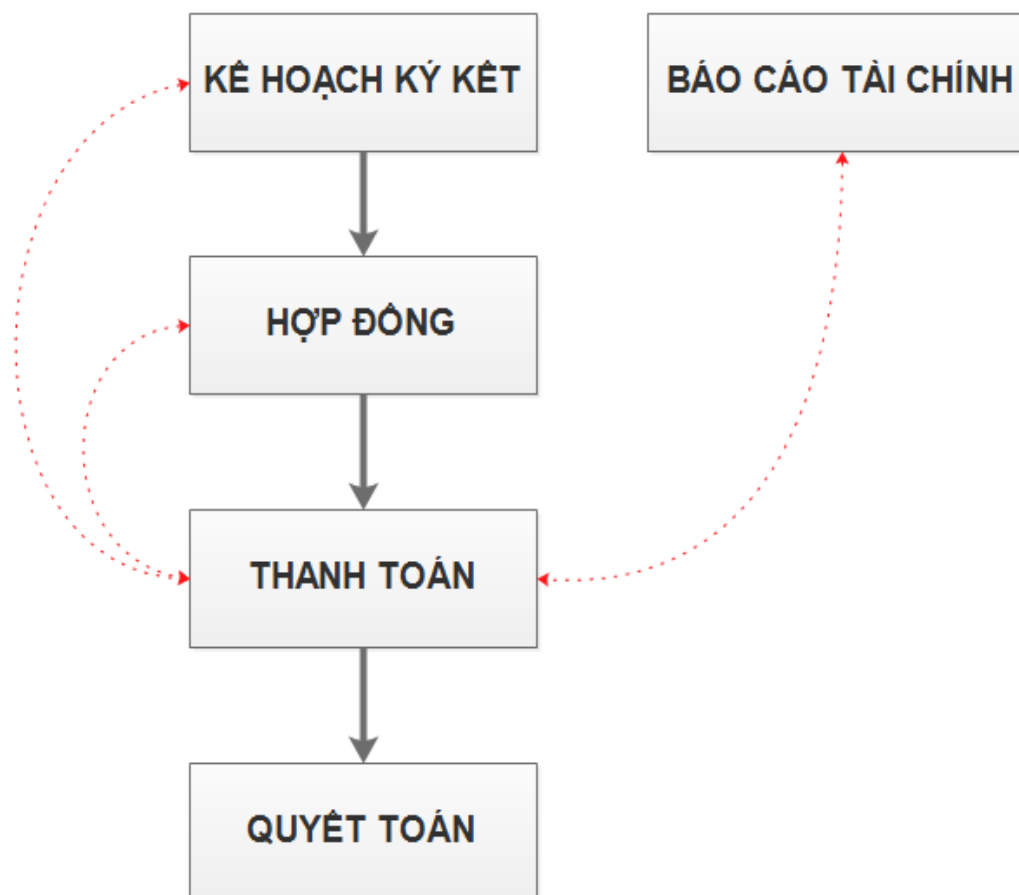 KẾ HOẠCH KÝ KẾT
BÁO CÁO TÀI CHÍNH
HỢP ĐỒNG
THANH TOÁN
QUYẾT TOÁN